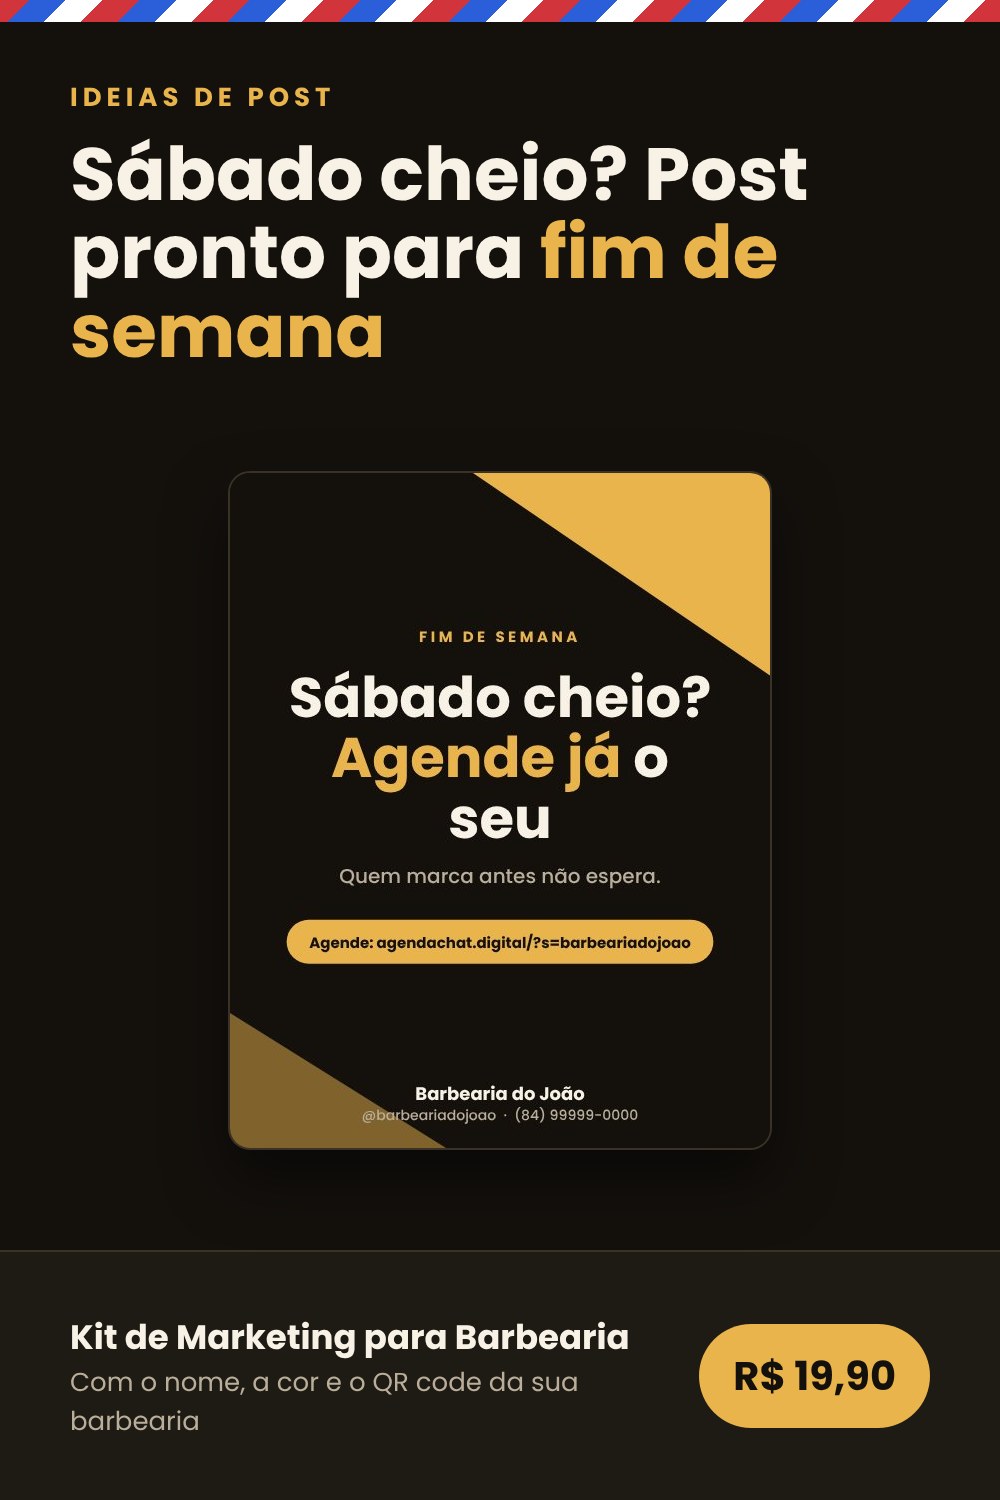 IDEIAS DE POST
Sábado cheio? Post
pronto para fim de
semana
FIM DE SEMANA
Sábado cheio?
Agende já o
seu
Quem marca antes não espera.
Agende: agendachat.digital/?s=barbeariadojoao
Barbearia do João
@barbeariadojoao · (84) 99999-0000
Kit de Marketing para Barbearia
Com o nome, a cor e o QR code da sua
barbearia
R$ 19,90